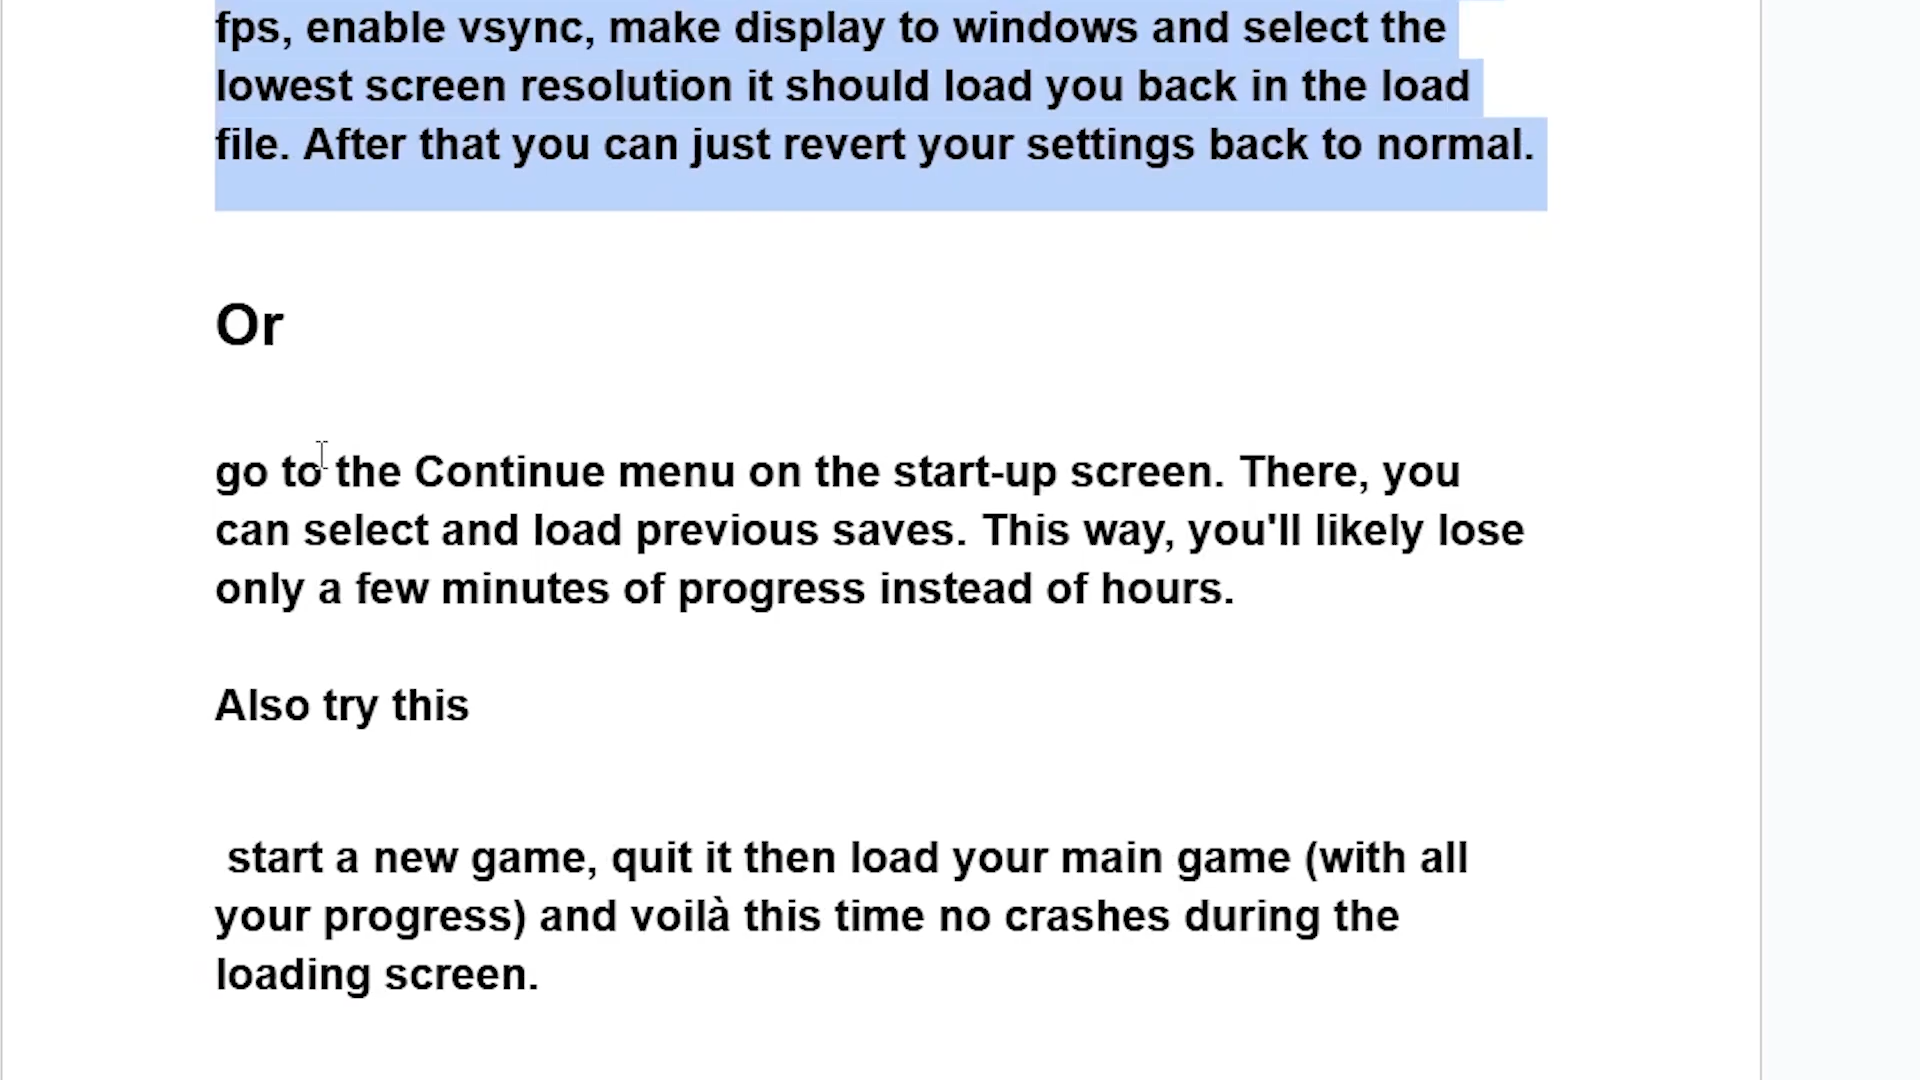 fps, enable vsync, make display to windows and select the
lowest screen resolution it should load you back in the load
file. After that you can just revert your settings back to normal.
Or
go to the Continue menu on the start-up screen. There, you
can select and load previous saves. This way, you'll likely lose
only a few minutes of progress instead of hours.
Also try this
start a new game, quit it then load your main game (with all
your progress) and voilà this time no crashes during the
loading screen.